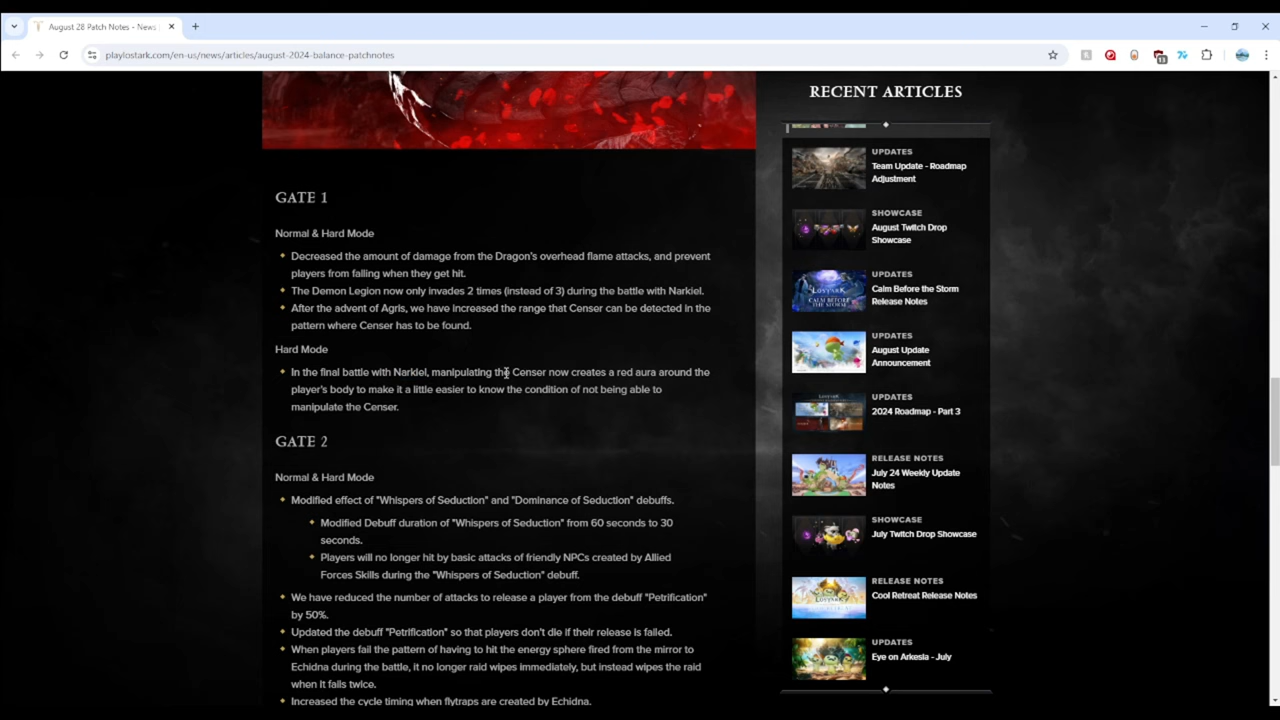 August 28 Patch Notes - News
playlostark.com/en-us/news/articles/august-2024-balance-patchnotes
GATE 1
Normal & Hard Mode
Decreased the amount of damage from the Dragon's overhead flame attacks, and prevent
players from falling when they get hit.
The Demon Legion now only invades 2 times (instead of 3) during the battle with Narkiel.
After the advent of Agris, we have increased the range that Censer can be detected in the
pattern where Censer has to be found.
Hard Mode
In the final battle with Narkiel, manipulating the Censer now creates a red aura around the
player's body to make it a little easier to know the condition of not being able to
manipulate the Censer.
GATE 2
Normal & Hard Mode
Modified effect of "Whispers of Seduction" and "Dominance of Seduction" debuffs.
Modified Debuff duration of "Whispers of Seduction" from 60 seconds to 30
seconds.
Players will no longer hit by basic attacks of friendly NPCs created by Allied
Forces Skills during the "Whispers of Seduction" debuff.
We have reduced the number of attacks to release a player from the debuff "Petrification"
by 50%.
Updated the debuff "Petrification" so that players don't die if their release is failed.
When players fail the pattern of having to hit the energy sphere fired from the mirror to
Echidna during the battle, it no longer raid wipes immediately, but instead wipes the raid
when it fails twice.
Increased the cycle timing when flytraps are created by Echidna.
RECENT ARTICLES
UPDATES
Team Update - Roadmap
Adjustment
SHOWCASE
August Twitch Drop
Showcase
UPDATES
Calm Before the Storm
Release Notes
UPDATES
August Update
Announcement
UPDATES
2024 Roadmap - Part 3
RELEASE NOTES
July 24 Weekly Update
Notes
SHOWCASE
July Twitch Drop Showcase
RELEASE NOTES
Cool Retreat Release Notes
UPDATES
Eye on Arkesia - July